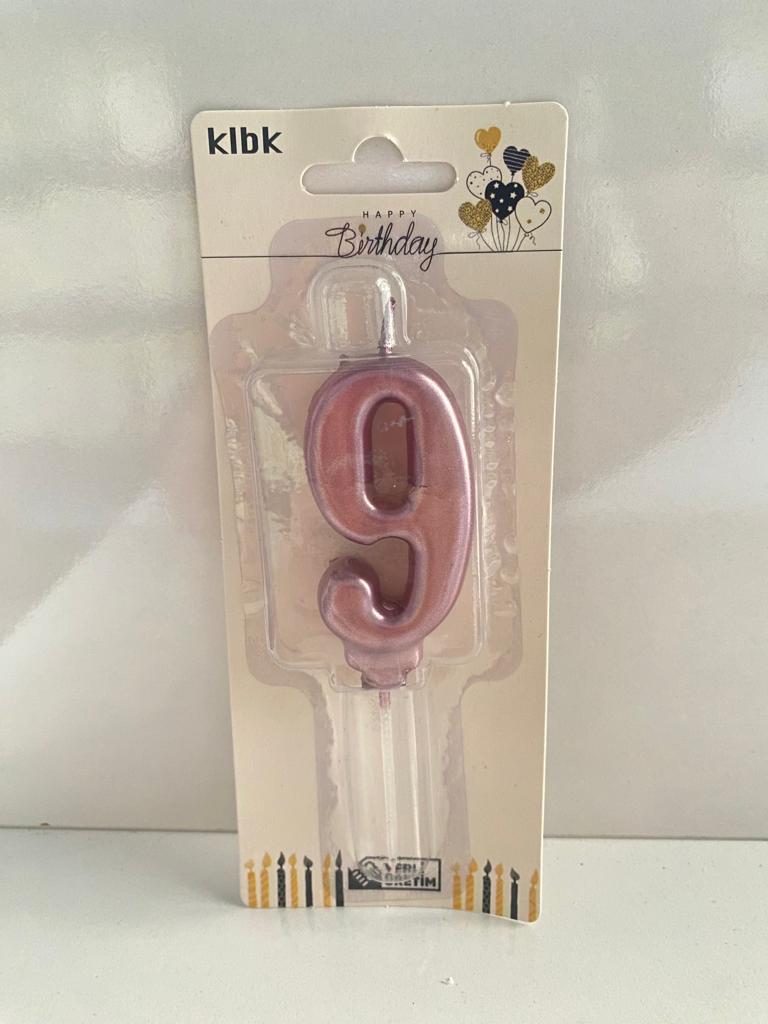 klbk
HAPPY
Birthday
9
YERLİ
ÜRETİM